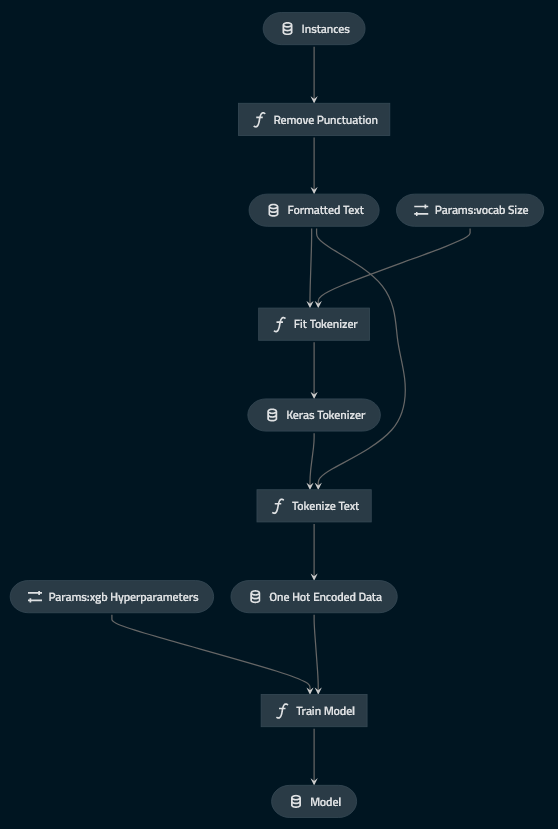 Instances
Remove Punctuation
Formatted Text
Params:vocab Size
Fit Tokenizer
Keras Tokenizer
Tokenize Text
Params:xgb Hyperparameters
One Hot Encoded Data
Train Model
Model